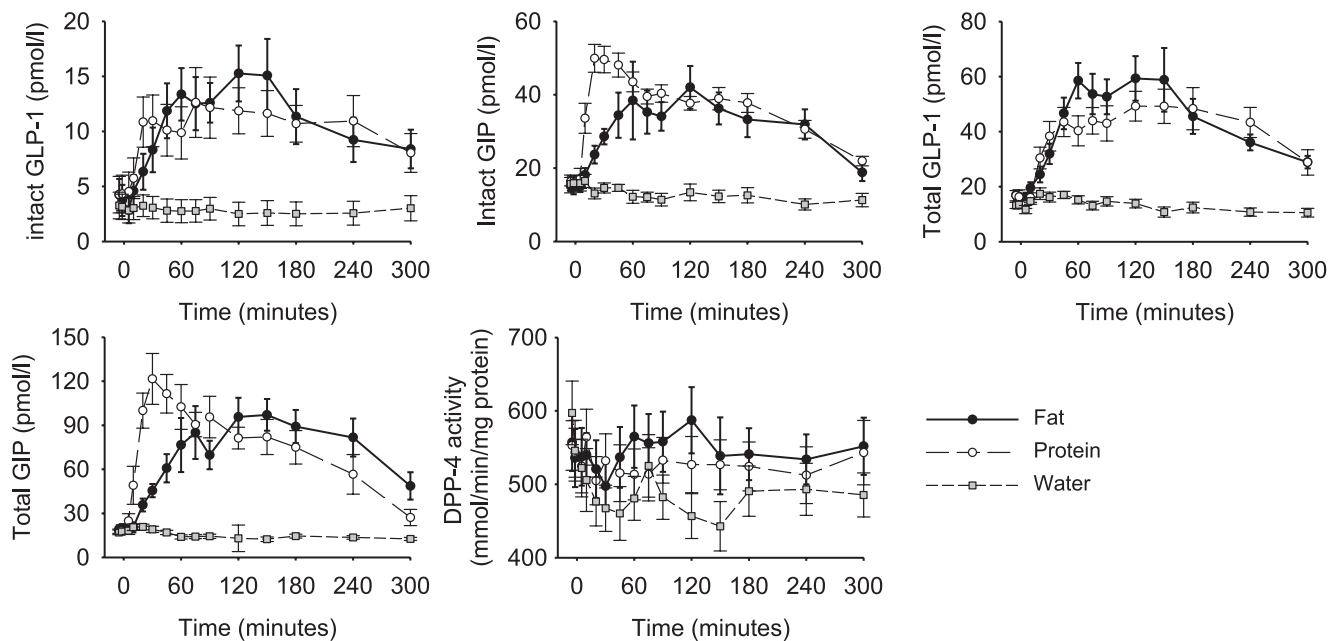 20
15
10
5
0
intact GLP-1 (pmol/l)
0 60 120 180 240 300
Time (minutes)
60
40
20
0
Intact GIP (pmol/l)
0 60 120 180 240 300
Time (minutes)
80
60
40
20
0
Total GLP-1 (pmol/l)
0 60 120 180 240 300
Time (minutes)
150
120
90
60
30
0
Total GIP (pmol/l)
0 60 120 180 240 300
Time (minutes)
700
600
500
400
DPP-4 activity
(mmol/min/mg protein)
0 60 120 180 240 300
Time (minutes)
Fat
Protein
Water